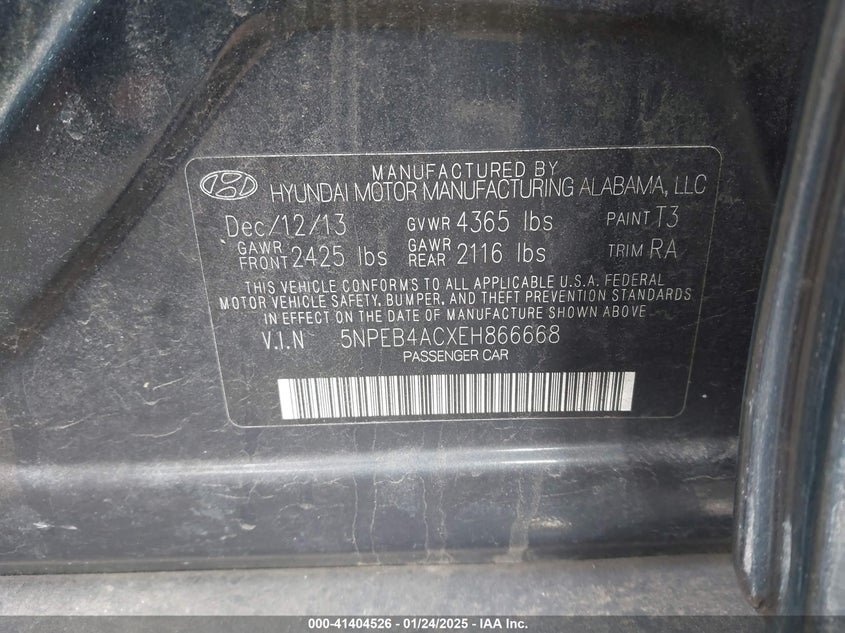 MANUFACTURED BY
HYUNDAI MOTOR MANUFACTURING ALABAMA, LLC
Dec/12/13 GVWR 4365 lbs PAINT T3
GAWR FRONT 2425 lbs GAWR REAR 2116 lbs TRIM RA
THIS VEHICLE CONFORMS TO ALL APPLICABLE U.S.A. FEDERAL
MOTOR VEHICLE SAFETY, BUMPER, AND THEFT PREVENTION STANDARDS
IN EFFECT ON THE DATE OF MANUFACTURE SHOWN ABOVE
V.I.N 5NPEB4ACXEH866668
PASSENGER CAR
000-41404526 - 01/24/2025 - IAA Inc.